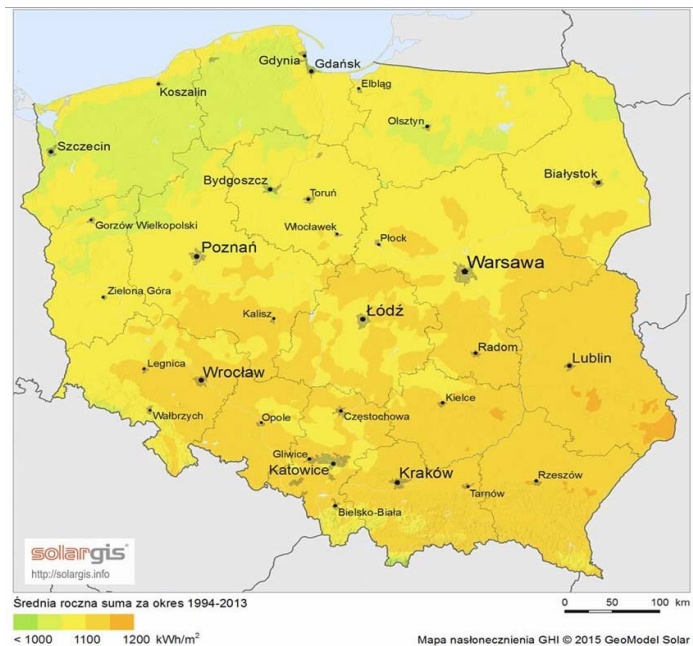 Gdynia
Gdańsk
Koszalin
Elbląg
Olsztyn
Szczecin
Białystok
Bydgoszcz
Toruń
Gorzów Wielkopolski
Włocławek
Płock
Poznań
Warsawa
Zielona Góra
Kalisz
Łódź
Radom
Lublin
Legnica
Wrocław
Kielce
Wałbrzych
Opole
Częstochowa
Gliwice
Katowice
Kraków
Rzeszów
Tarnów
Bielsko-Biała
solargis
http://solargis.info
Średnia roczna suma za okres 1994-2013
0 50 100 km
< 1000 1100 1200 kWh/m²
Mapa nasłonecznienia GHI © 2015 GeoModel Solar